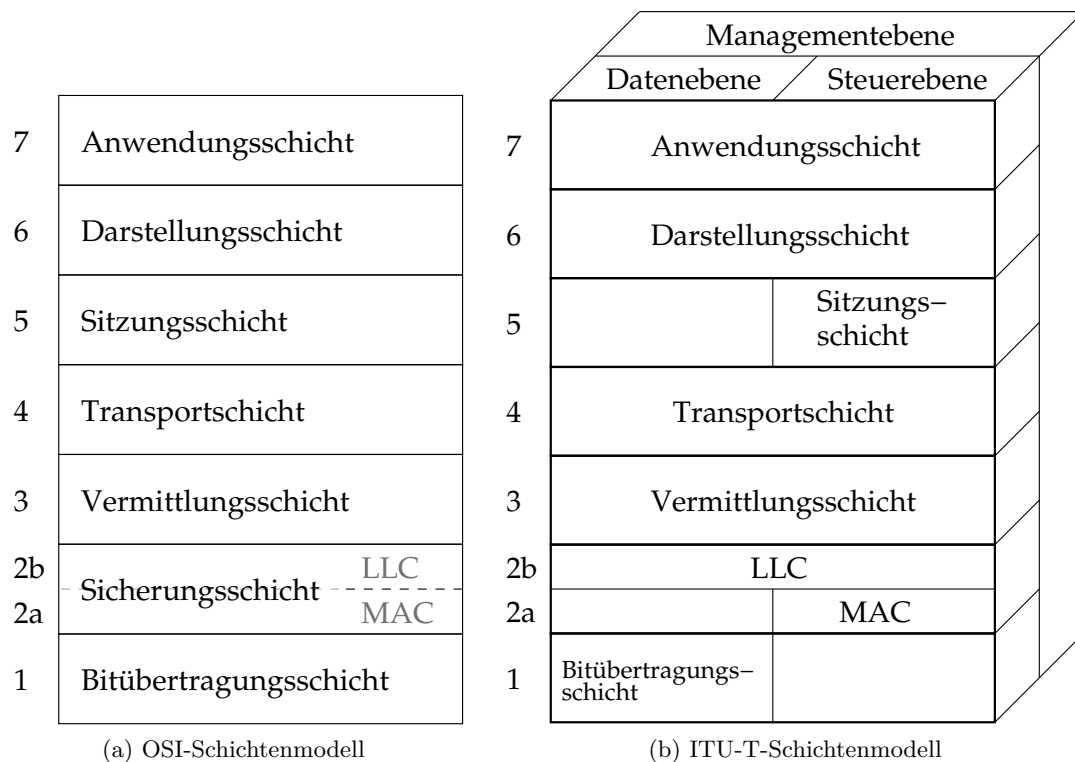 7 Anwendungsschicht
6 Darstellungsschicht
5 Sitzungsschicht
4 Transportschicht
3 Vermittlungsschicht
2b LLC
Sicherungsschicht
2a MAC
1 Bitübertragungsschicht
(a) OSI-Schichtenmodell
Managementebene
Datenebene Steuerebene
7 Anwendungsschicht
6 Darstellungsschicht
5 Sitzungs–
schicht
4 Transportschicht
3 Vermittlungsschicht
2b LLC
2a MAC
1 Bitübertragungs–
schicht
(b) ITU-T-Schichtenmodell